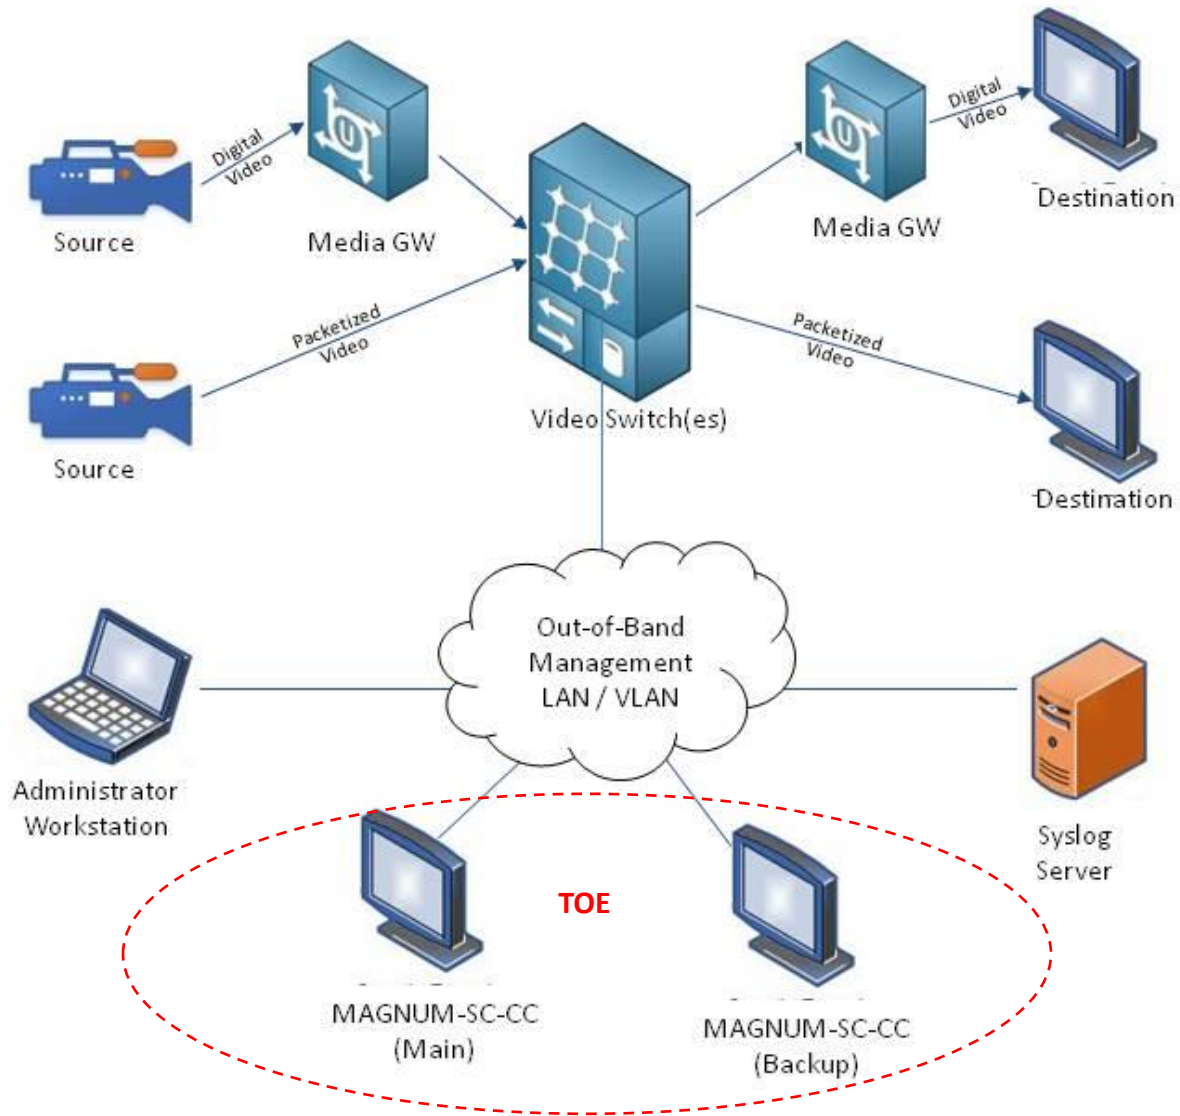 Digital
Video
Digital
Video
U
U
Source
Media GW
Media GW
Destination
Packetized
Video
Packetized
Video
Source
Video Switch(es)
Destination
Out-of-Band
Management
LAN / VLAN
Administrator
Workstation
Syslog
Server
TOE
MAGNUM-SC-CC
(Main)
MAGNUM-SC-CC
(Backup)